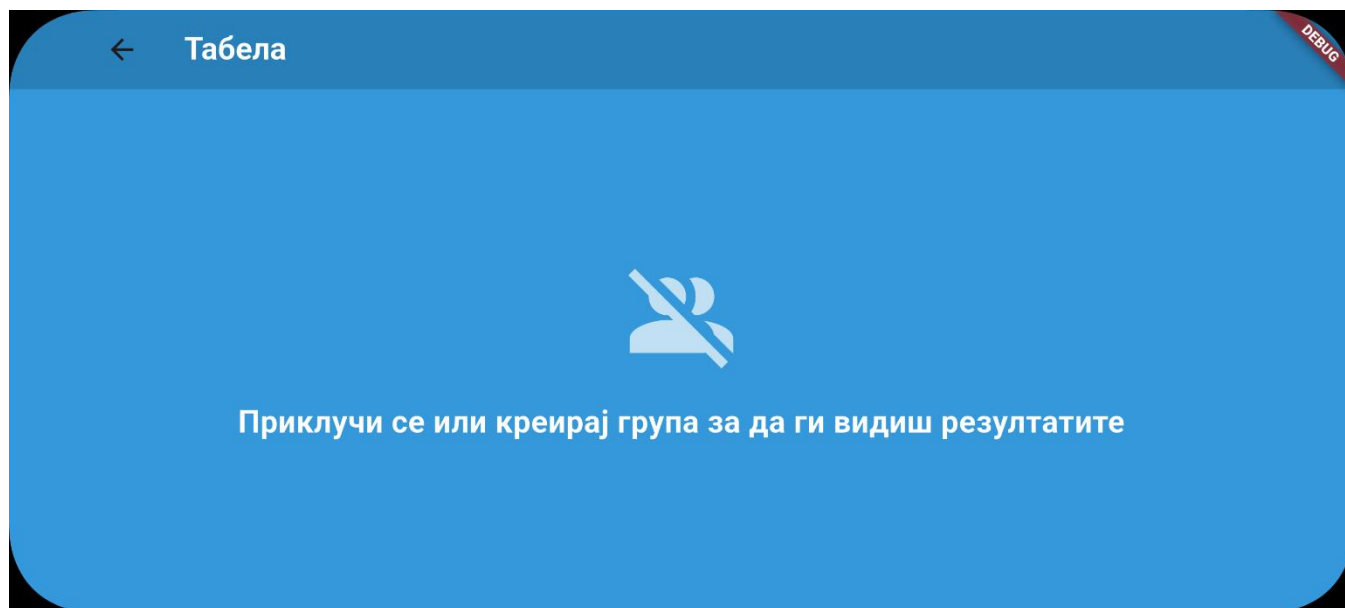 Табела
DEBUG
Приклучи се или креирај група за да ги видиш резултатите